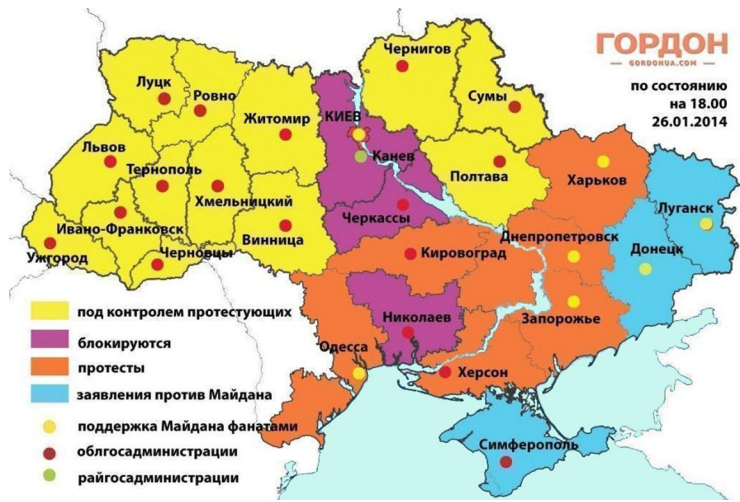 ГОРДОН
GORDONUA.COM
по состоянию
на 18.00
26.01.2014
Чернигов
Луцк
Ровно
Сумы
Житомир
КИЕВ
Львов
Канев
Тернополь
Полтава
Харьков
Хмельницкий
Луганск
Ивано-Франковск
Черкассы
Винница
Днепропетровск
Ужгород
Черновцы
Кировоград
Донецк
Николаев
Запорожье
Одесса
Херсон
Симферополь
под контролем протестующих
блокируются
протесты
заявления против Майдана
поддержка Майдана фанатами
облгосадминистрации
райгосадминистрации